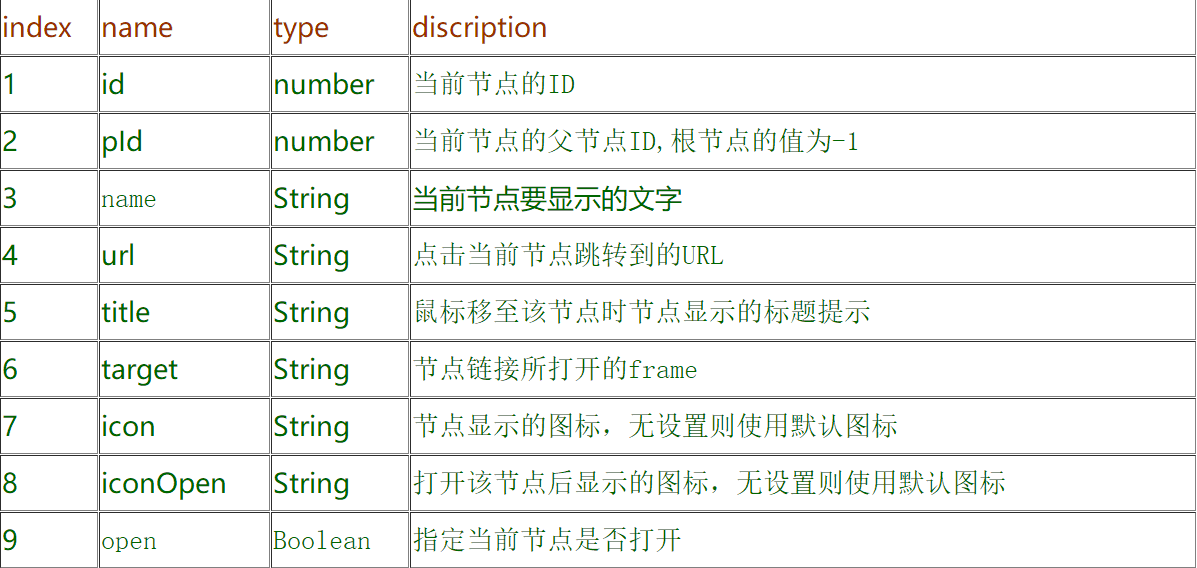 index name type discription
1 id number 当前节点的ID
2 pId number 当前节点的父节点ID,根节点的值为-1
3 name String 当前节点要显示的文字
4 url String 点击当前节点跳转到的URL
5 title String 鼠标移至该节点时节点显示的标题提示
6 target String 节点链接所打开的frame
7 icon String 节点显示的图标，无设置则使用默认图标
8 iconOpen String 打开该节点后显示的图标，无设置则使用默认图标
9 open Boolean 指定当前节点是否打开